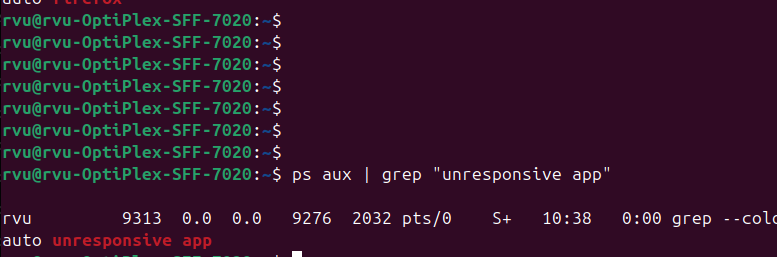 auto firefox
rvu@rvu-OptiPlex-SFF-7020:~$
rvu@rvu-OptiPlex-SFF-7020:~$
rvu@rvu-OptiPlex-SFF-7020:~$
rvu@rvu-OptiPlex-SFF-7020:~$
rvu@rvu-OptiPlex-SFF-7020:~$
rvu@rvu-OptiPlex-SFF-7020:~$
rvu@rvu-OptiPlex-SFF-7020:~$
rvu@rvu-OptiPlex-SFF-7020:~$ ps aux | grep "unresponsive app"
rvu 9313 0.0 0.0 9276 2032 pts/0 S+ 10:38 0:00 grep --colo
auto unresponsive app
rvu@rvu-OptiPlex-SFF-7020:~$